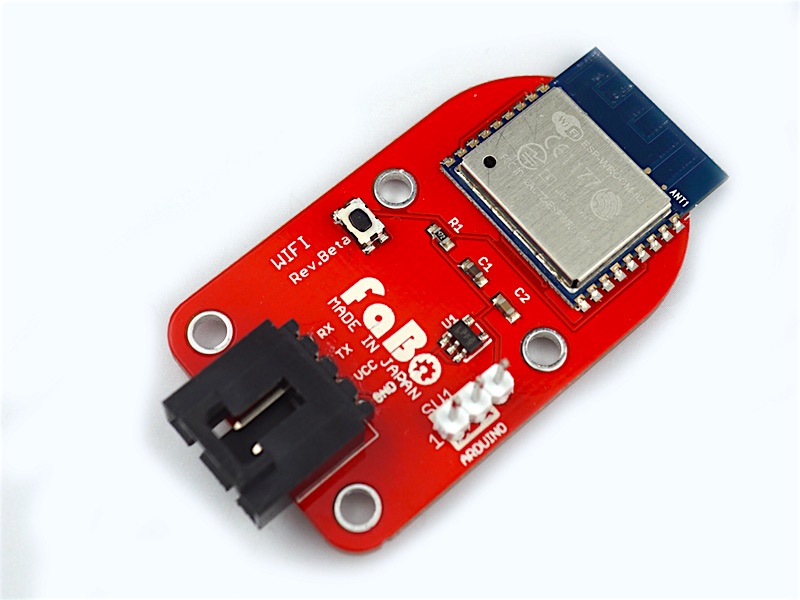 WiFi
ANT1
R1
C1
C2
WIFI
Rev.Beta
FaBo
MADE IN JAPAN
U1
RX
TX
VCC
GND
SW1
1
ARDUINO